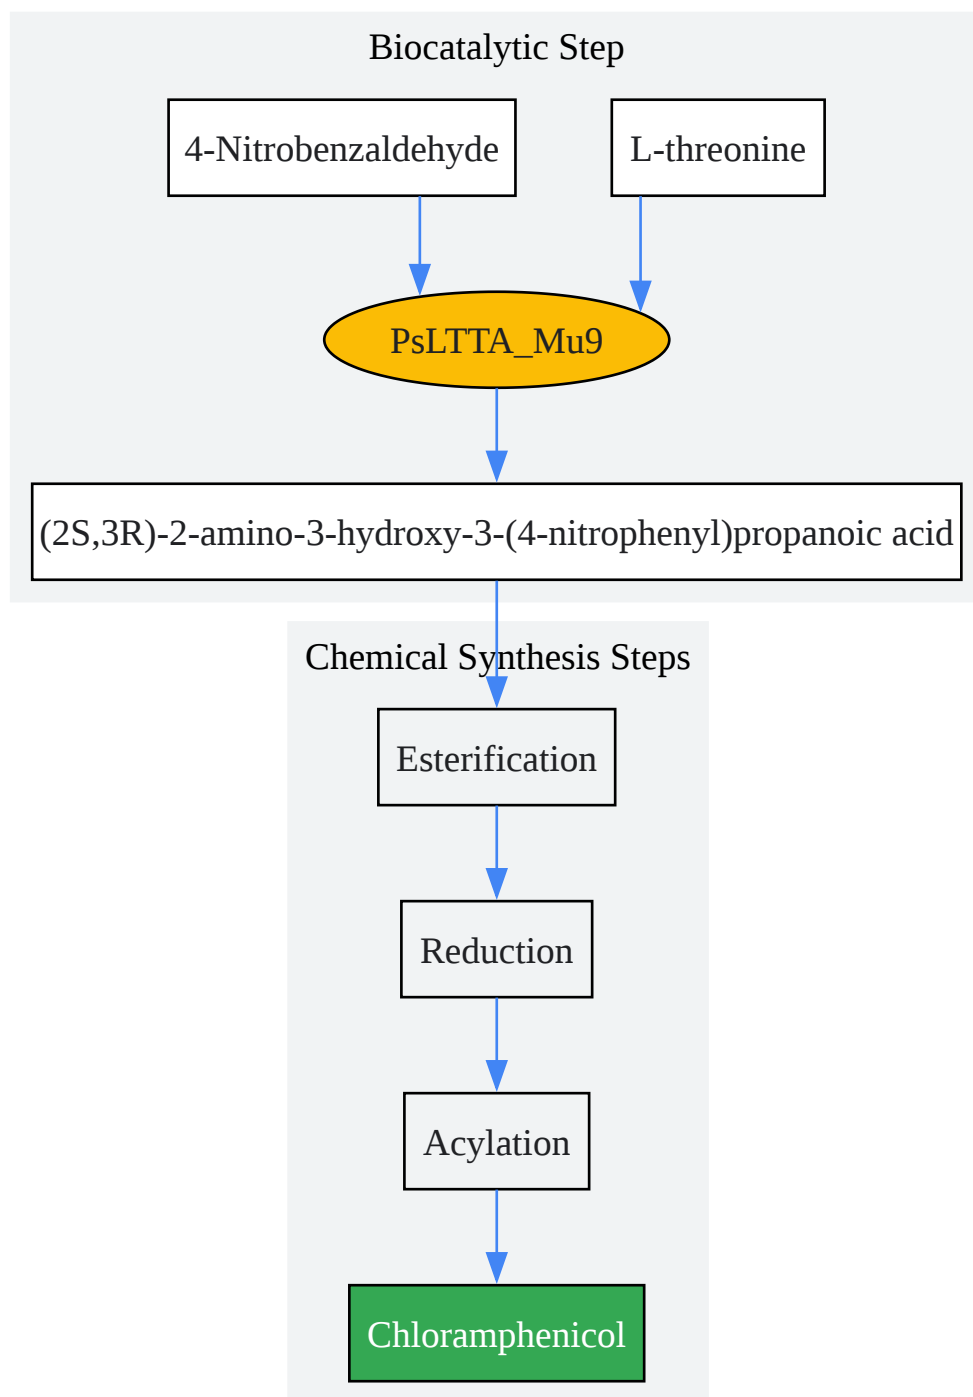 Biocatalytic Step
4-Nitrobenzaldehyde
L-threonine
PsLTTA_Mu9
(2S,3R)-2-amino-3-hydroxy-3-(4-nitrophenyl)propanoic acid
Chemical Synthesis Steps
Esterification
Reduction
Acylation
Chloramphenicol